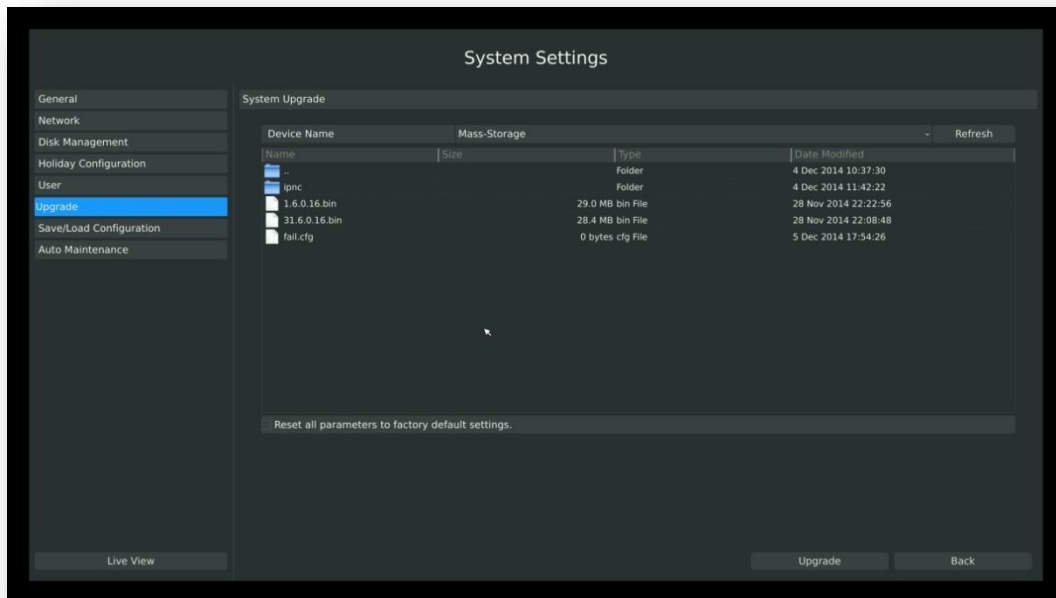 System Settings
General
Network
Disk Management
Holiday Configuration
User
Upgrade
Save/Load Configuration
Auto Maintenance
Live View
System Upgrade
Device Name Mass-Storage Refresh
Name Size Type Date Modified
.. Folder 4 Dec 2014 10:37:30
ipnc Folder 4 Dec 2014 11:42:22
1.6.0.16.bin 29.0 MB bin File 28 Nov 2014 22:22:56
31.6.0.16.bin 28.4 MB bin File 28 Nov 2014 22:08:48
fail.cfg 0 bytes cfg File 5 Dec 2014 17:54:26
Reset all parameters to factory default settings.
Upgrade Back